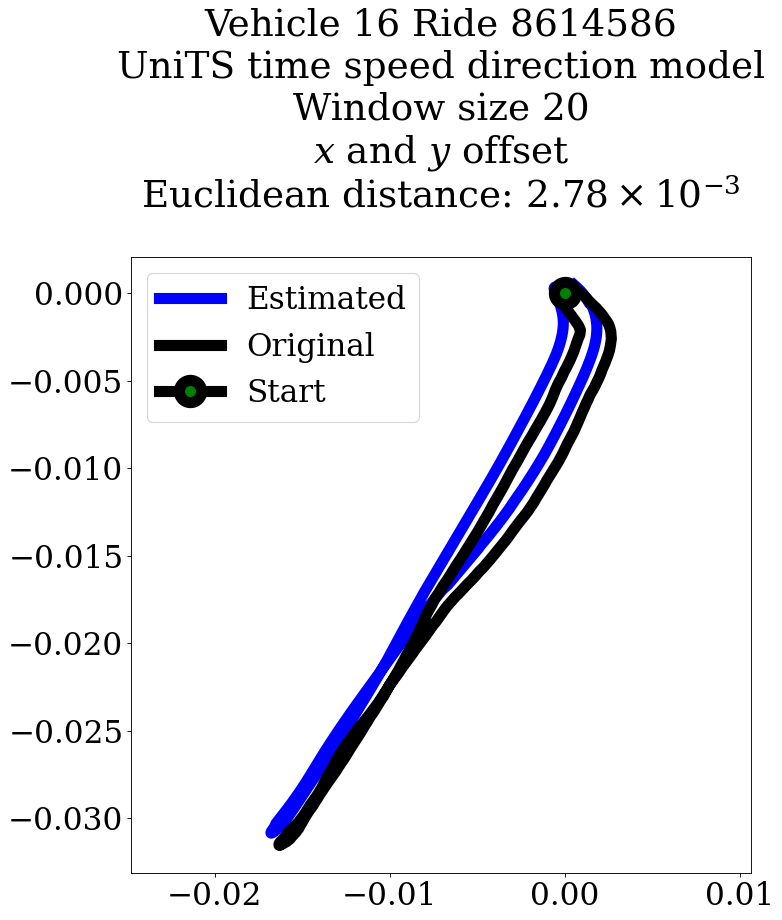 Vehicle 16 Ride 8614586
UniTS time speed direction model
Window size 20
x and y offset
Euclidean distance: 2.78 × 10⁻³
Estimated
Original
Start
0.000
−0.005
−0.010
−0.015
−0.020
−0.025
−0.030
−0.02 −0.01 0.00 0.01